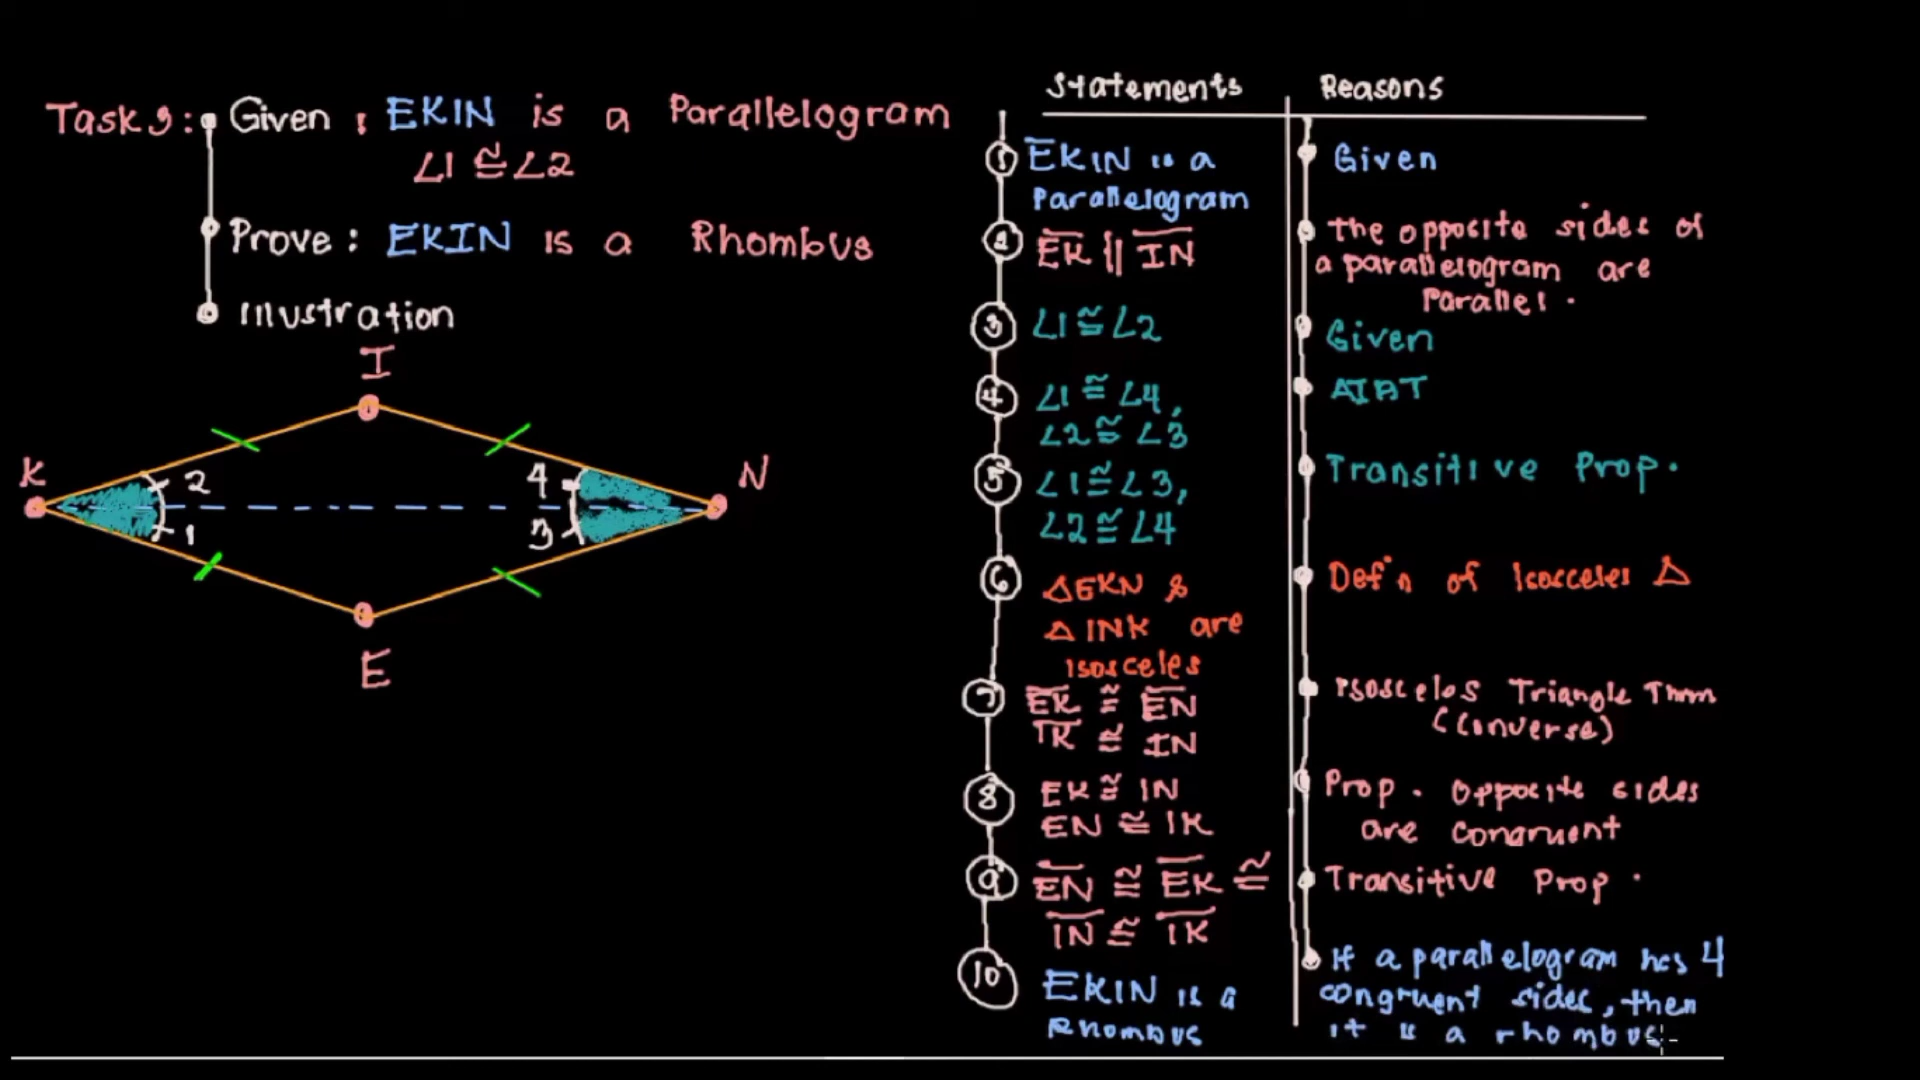 Task 3: Given : EKIN is a Parallelogram
∠1 ≅ ∠2
Prove : EKIN is a Rhombus
Illustration
I
K
2
4
N
1
3
E
Statements Reasons
1 EKIN is a Given
Parallelogram
2 EK || IN The opposite sides of
a parallelogram are
Parallel.
3 ∠1 ≅ ∠2 Given
4 ∠1 ≅ ∠4, AIAT
∠2 ≅ ∠3
5 ∠1 ≅ ∠3, Transitive Prop.
∠2 ≅ ∠4
6 △EKN & Def'n of Isosceles △
△INK are
isosceles
7 EK ≅ EN Isosceles Triangle Thrm
IK ≅ IN (Converse)
8 EK ≅ IN Prop. opposite sides
EN ≅ IK are congruent
9 EN ≅ EK ≅ Transitive Prop.
IN ≅ IK
10 EKIN is a If a parallelogram has 4
Rhombus congruent sides, then
it is a rhombus